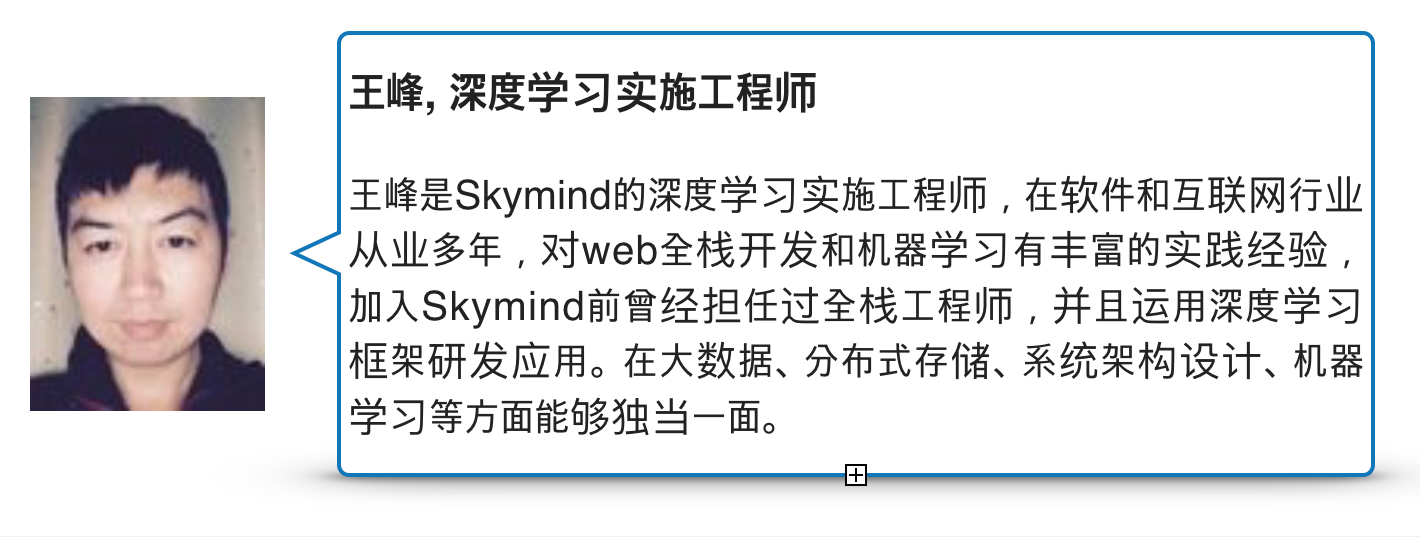 王峰, 深度学习实施工程师
王峰是Skymind的深度学习实施工程师，在软件和互联网行业
从业多年，对web全栈开发和机器学习有丰富的实践经验，
加入Skymind前曾经担任过全栈工程师，并且运用深度学习
框架研发应用。在大数据、分布式存储、系统架构设计、机器
学习等方面能够独当一面。